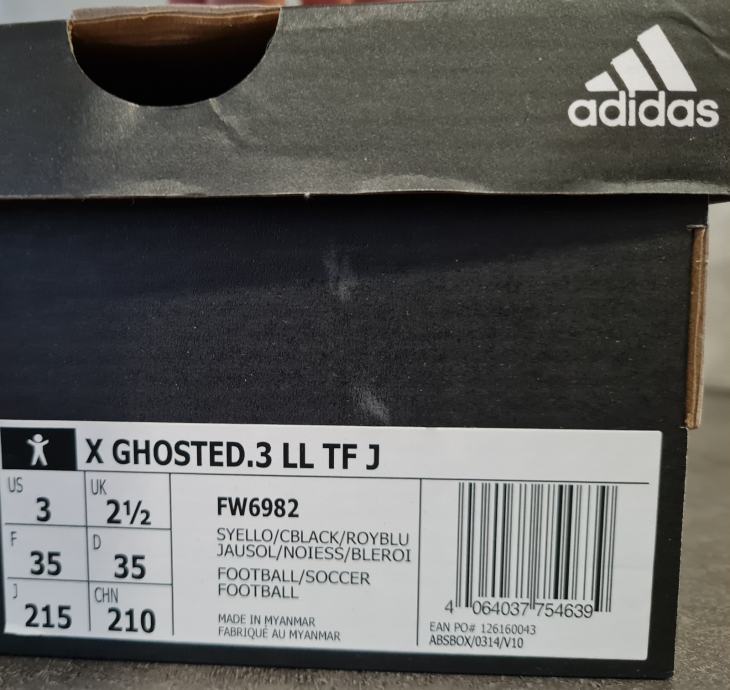 adidas
X GHOSTED.3 LL TF J
US 3
UK 2½
F 35
D 35
J 215
CHN 210
FW6982
SYELLO/CBLACK/ROYBLU
JAUSOL/NOIESS/BLEROI
FOOTBALL/SOCCER
FOOTBALL
MADE IN MYANMAR
FABRIQUÉ AU MYANMAR
4 064037 754639
EAN PO# 126160043
ABSBOX/0314/V10